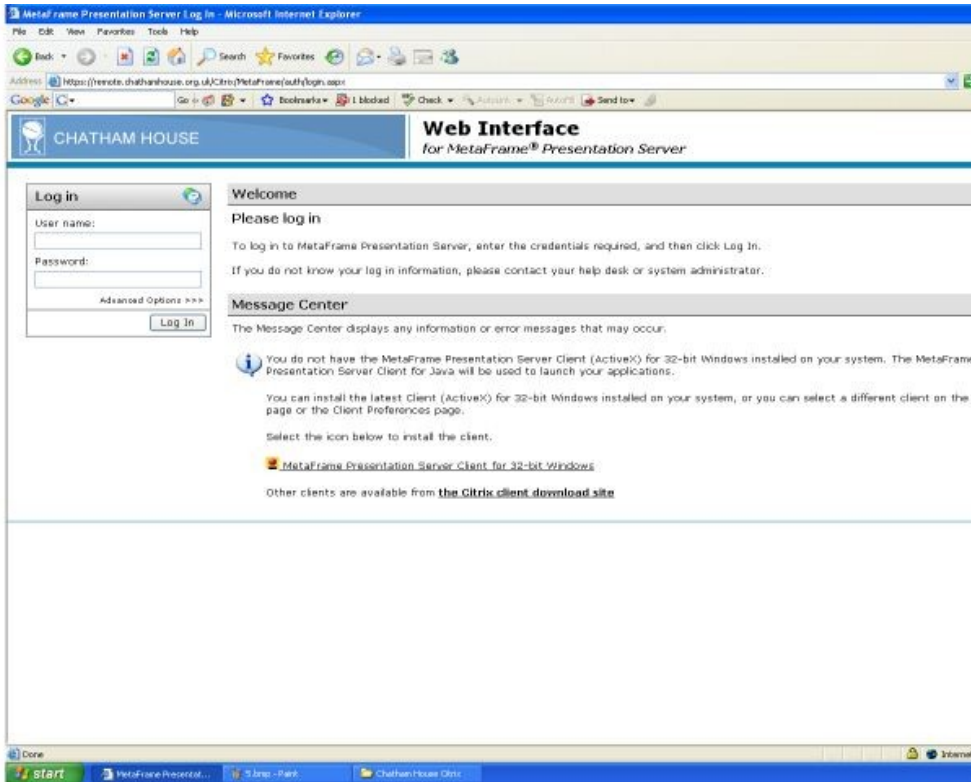 MetaFrame Presentation Server Log In - Microsoft Internet Explorer
File Edit View Favorites Tools Help
Back Search Favorites
Address https://remote.chathamhouse.org.uk/Citrix/MetaFrame/auth/login.aspx
Google Go Bookmarks 1 blocked Check AutoFill Send to
CHATHAM HOUSE
Web Interface
for MetaFrame® Presentation Server
Log in
User name:
Password:
Advanced Options >>>
Log In
Welcome
Please log in
To log in to MetaFrame Presentation Server, enter the credentials required, and then click Log In.
If you do not know your log in information, please contact your help desk or system administrator.
Message Center
The Message Center displays any information or error messages that may occur.
You do not have the MetaFrame Presentation Server Client (ActiveX) for 32-bit Windows installed on your system. The MetaFrame
Presentation Server Client for Java will be used to launch your applications.
You can install the latest Client (ActiveX) for 32-bit Windows installed on your system, or you can select a different client on the
page or the Client Preferences page.
Select the icon below to install the client.
MetaFrame Presentation Server Client for 32-bit Windows
Other clients are available from the Citrix client download site
Done
Internet
start MetaFrame Presentat... 5.bmp - Paint Chatham House Citrix